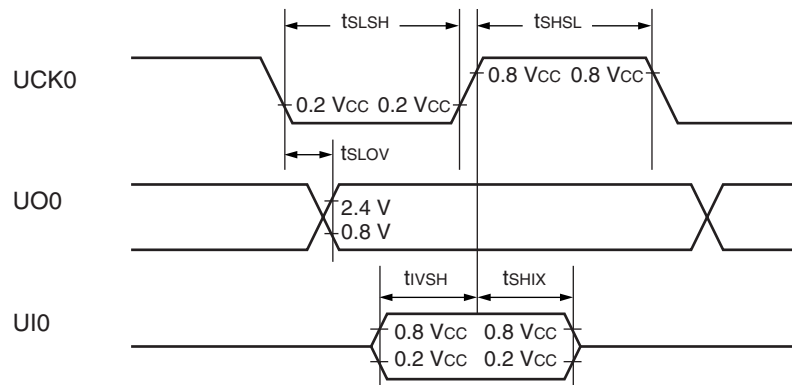 tSLSH tSHSL
UCK0
0.8 VCC 0.8 VCC
0.2 VCC 0.2 VCC
tSLOV
UO0
2.4 V
0.8 V
tIVSH tSHIX
UI0
0.8 VCC 0.8 VCC
0.2 VCC 0.2 VCC